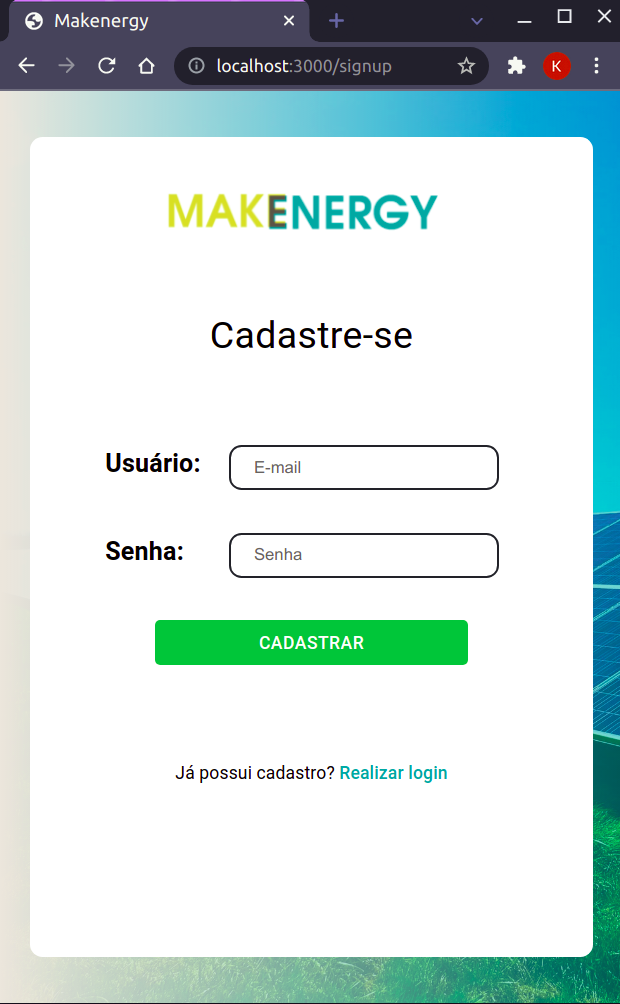 Makenergy
localhost:3000/signup
K
MAKENERGY
Cadastre-se
Usuário: E-mail
Senha: Senha
CADASTRAR
Já possui cadastro? Realizar login